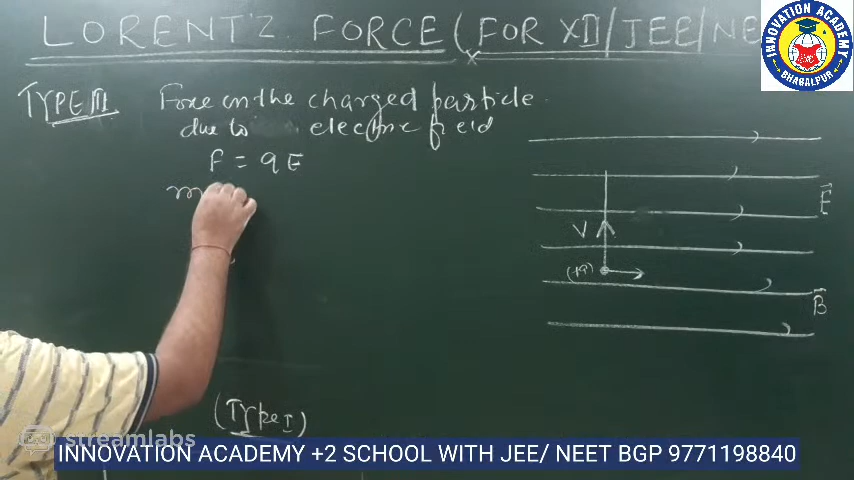 LORENTZ FORCE (FOR XII/JEE/NE
INNOVATION ACADEMY
BHAGALPUR
TYPE III Force on the charged particle
due to electric field
F = qE
m
E
V
(+q)
B
(Type I)
streamlabs
INNOVATION ACADEMY +2 SCHOOL WITH JEE/ NEET BGP 9771198840